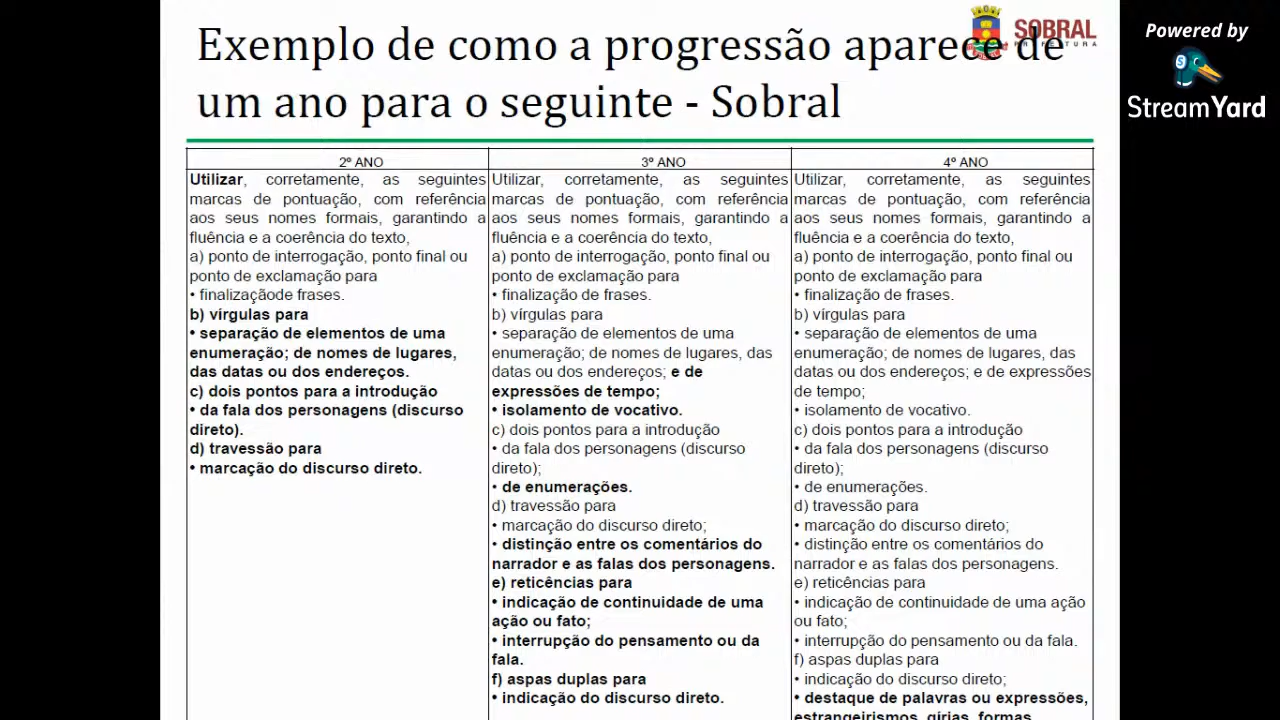 Exemplo de como a progressão aparece de
um ano para o seguinte - Sobral
SOBRAL
PREFEITURA
Powered by
StreamYard
2º ANO
Utilizar, corretamente, as seguintes
marcas de pontuação, com referência
aos seus nomes formais, garantindo a
fluência e a coerência do texto,
a) ponto de interrogação, ponto final ou
ponto de exclamação para
• finalizaçãode frases.
b) vírgulas para
• separação de elementos de uma
enumeração; de nomes de lugares,
das datas ou dos endereços.
c) dois pontos para a introdução
• da fala dos personagens (discurso
direto).
d) travessão para
• marcação do discurso direto.
3º ANO
Utilizar, corretamente, as seguintes
marcas de pontuação, com referência
aos seus nomes formais, garantindo a
fluência e a coerência do texto,
a) ponto de interrogação, ponto final ou
ponto de exclamação para
• finalização de frases.
b) vírgulas para
• separação de elementos de uma
enumeração; de nomes de lugares, das
datas ou dos endereços; e de
expressões de tempo;
• isolamento de vocativo.
c) dois pontos para a introdução
• da fala dos personagens (discurso
direto);
• de enumerações.
d) travessão para
• marcação do discurso direto;
• distinção entre os comentários do
narrador e as falas dos personagens.
e) reticências para
• indicação de continuidade de uma
ação ou fato;
• interrupção do pensamento ou da
fala.
f) aspas duplas para
• indicação do discurso direto.
4º ANO
Utilizar, corretamente, as seguintes
marcas de pontuação, com referência
aos seus nomes formais, garantindo a
fluência e a coerência do texto,
a) ponto de interrogação, ponto final ou
ponto de exclamação para
• finalização de frases.
b) vírgulas para
• separação de elementos de uma
enumeração; de nomes de lugares, das
datas ou dos endereços; e de expressões
de tempo;
• isolamento de vocativo.
c) dois pontos para a introdução
• da fala dos personagens (discurso
direto);
• de enumerações.
d) travessão para
• marcação do discurso direto;
• distinção entre os comentários do
narrador e as falas dos personagens.
e) reticências para
• indicação de continuidade de uma ação
ou fato;
• interrupção do pensamento ou da fala.
f) aspas duplas para
• indicação do discurso direto;
• destaque de palavras ou expressões,
estrangeirismos, gírias, formas